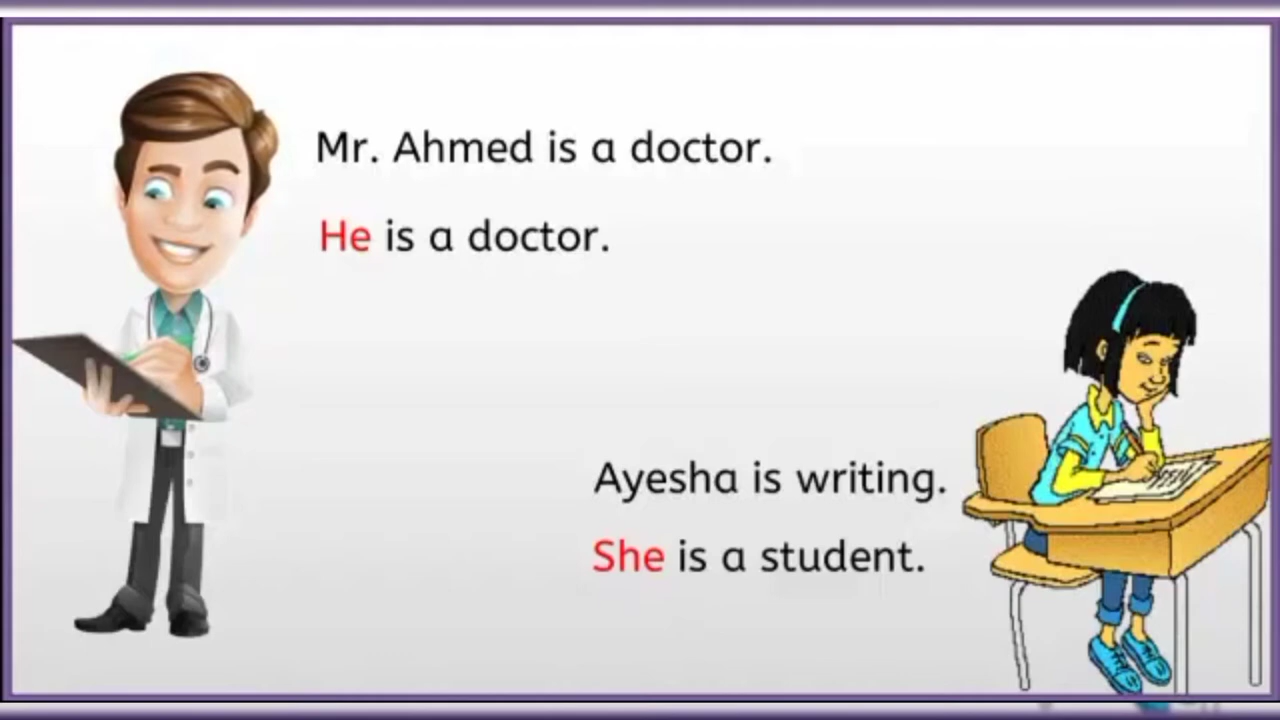 Mr. Ahmed is a doctor.
He is a doctor.
Ayesha is writing.
She is a student.